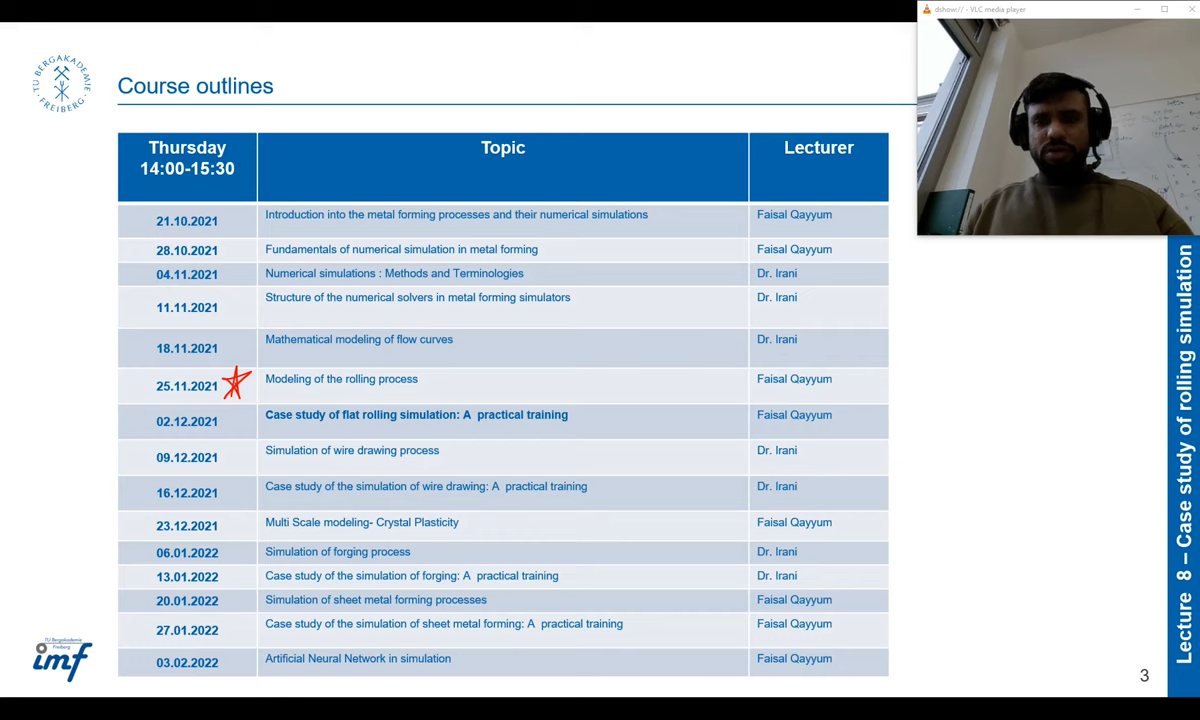 dshow:// - VLC media player
TU BERGAKADEMIE
FREIBERG
Course outlines
Thursday
14:00-15:30
Topic
Lecturer
21.10.2021 Introduction into the metal forming processes and their numerical simulations Faisal Qayyum
28.10.2021 Fundamentals of numerical simulation in metal forming Faisal Qayyum
04.11.2021 Numerical simulations : Methods and Terminologies Dr. Irani
11.11.2021 Structure of the numerical solvers in metal forming simulators Dr. Irani
18.11.2021 Mathematical modeling of flow curves Dr. Irani
25.11.2021 Modeling of the rolling process Faisal Qayyum
02.12.2021 Case study of flat rolling simulation: A practical training Faisal Qayyum
09.12.2021 Simulation of wire drawing process Dr. Irani
16.12.2021 Case study of the simulation of wire drawing: A practical training Dr. Irani
23.12.2021 Multi Scale modeling- Crystal Plasticity Faisal Qayyum
06.01.2022 Simulation of forging process Dr. Irani
13.01.2022 Case study of the simulation of forging: A practical training Dr. Irani
20.01.2022 Simulation of sheet metal forming processes Faisal Qayyum
27.01.2022 Case study of the simulation of sheet metal forming: A practical training Faisal Qayyum
03.02.2022 Artificial Neural Network in simulation Faisal Qayyum
TU Bergakademie
Freiberg
imf
3
Lecture 8 – Case study of rolling simulation